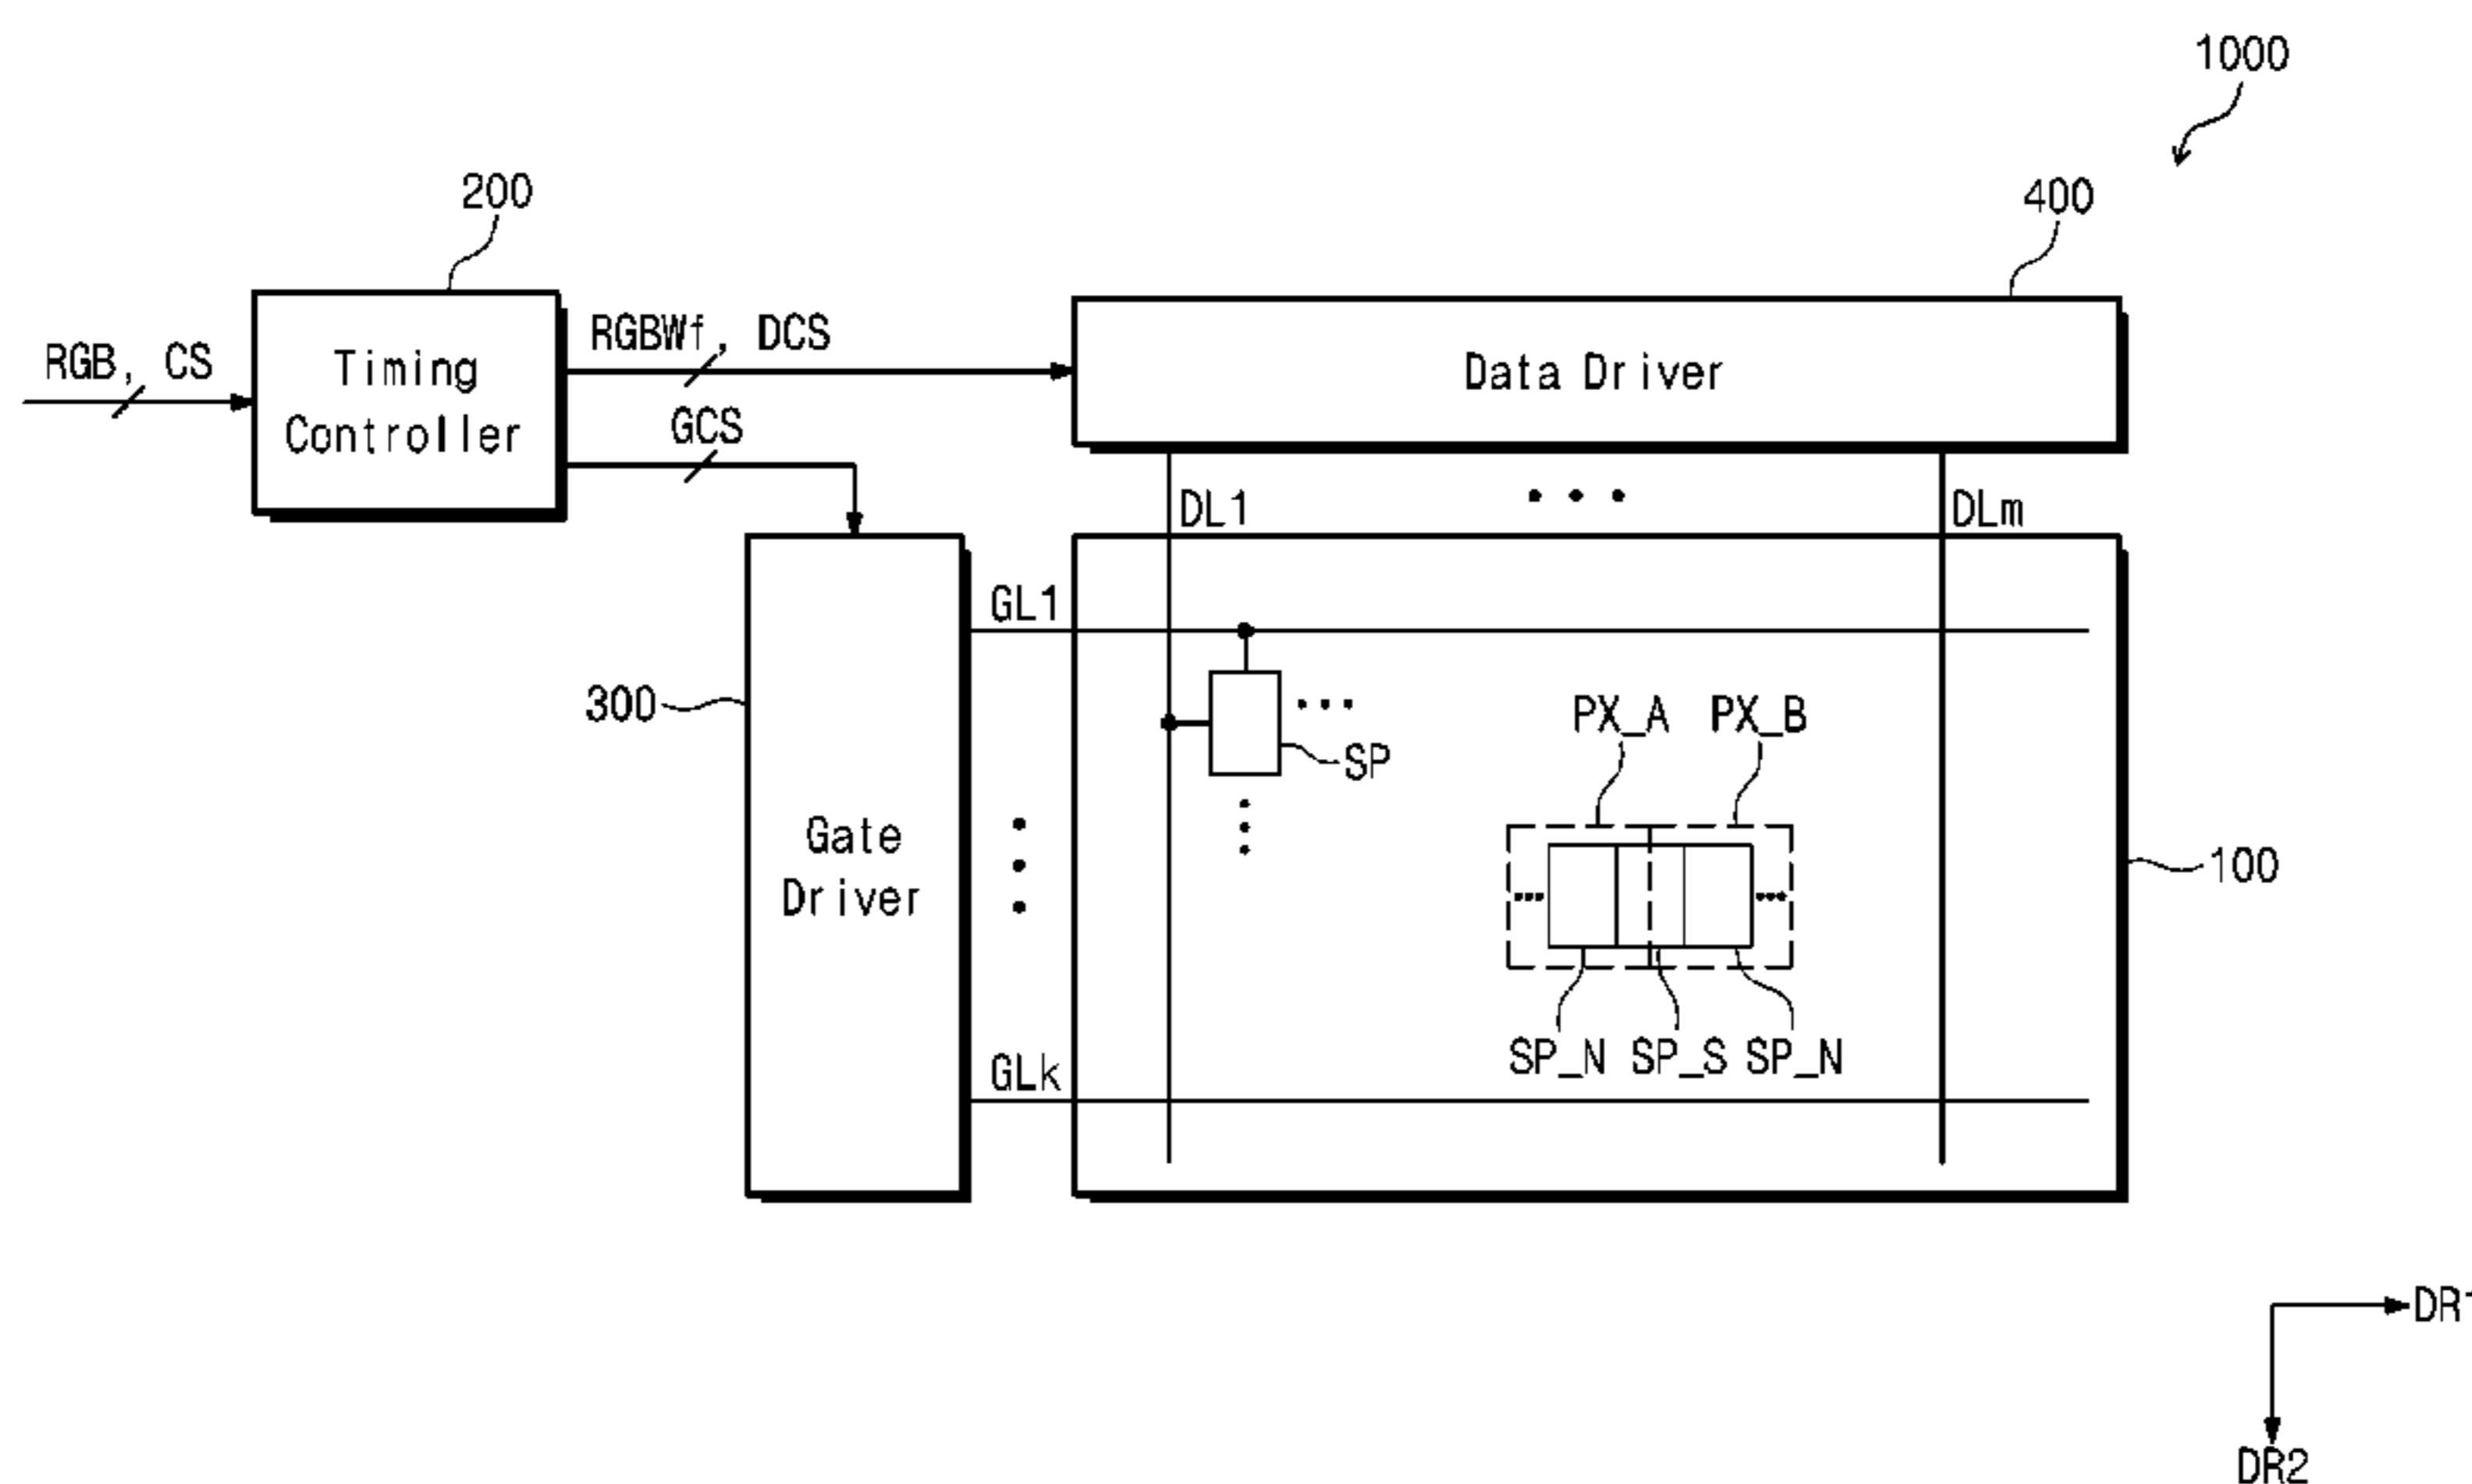 1000
200
400
RGB, CS
Timing
Controller
RGBWf, DCS
GCS
Data Driver
DL1
DLm
GL1
300
SP
PX_A
PX_B
Gate
Driver
100
SP_N
SP_S
SP_N
GLk
DR1
DR2